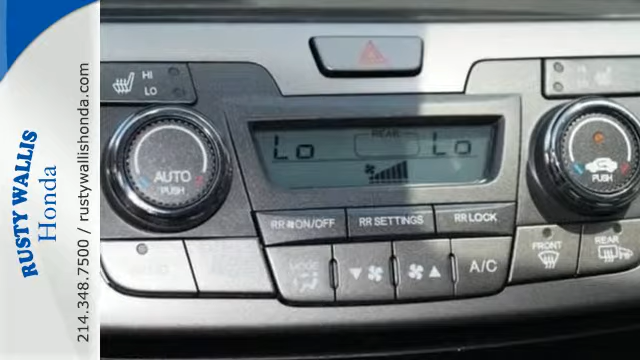 RUSTY WALLIS
Honda
214.348.7500 / rustywallishonda.com
HI
LO
AUTO
PUSH
REAR
Lo
Lo
PUSH
RR ON/OFF
RR SETTINGS
RR LOCK
MODE
A/C
FRONT
REAR